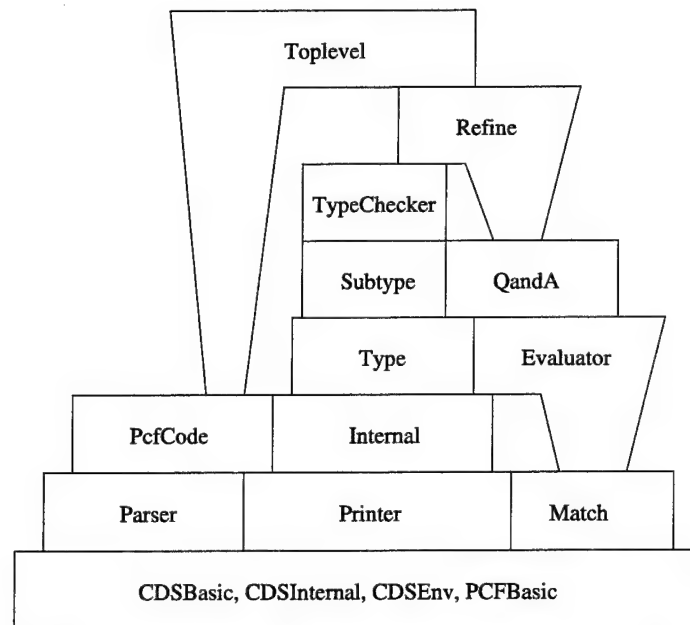 Toplevel
Refine
TypeChecker
Subtype QandA
Type Evaluator
PcfCode Internal
Parser Printer Match
CDSBasic, CDSInternal, CDSEnv, PCFBasic